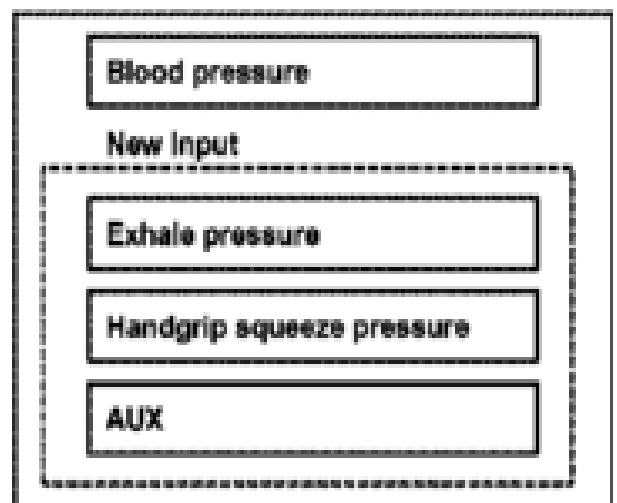 Blood pressure
New Input
Exhale pressure
Handgrip squeeze pressure
AUX